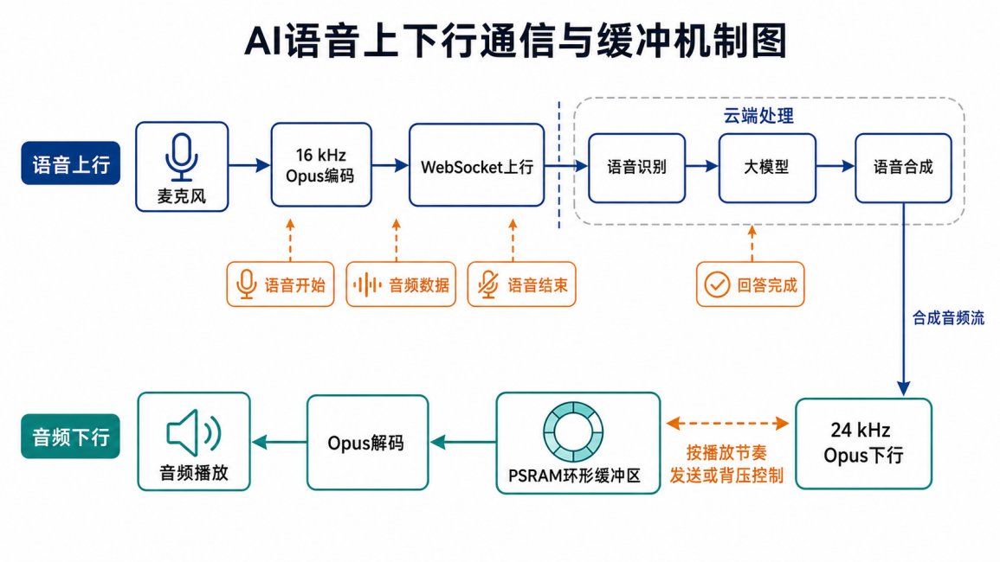 AI语音上下行通信与缓冲机制图
云端处理
语音上行
麦克风
16 kHz
Opus编码
WebSocket上行
语音识别
大模型
语音合成
语音开始
音频数据
语音结束
回答完成
合成音频流
音频下行
音频播放
Opus解码
PSRAM环形缓冲区
按播放节奏
发送或背压控制
24 kHz
Opus下行